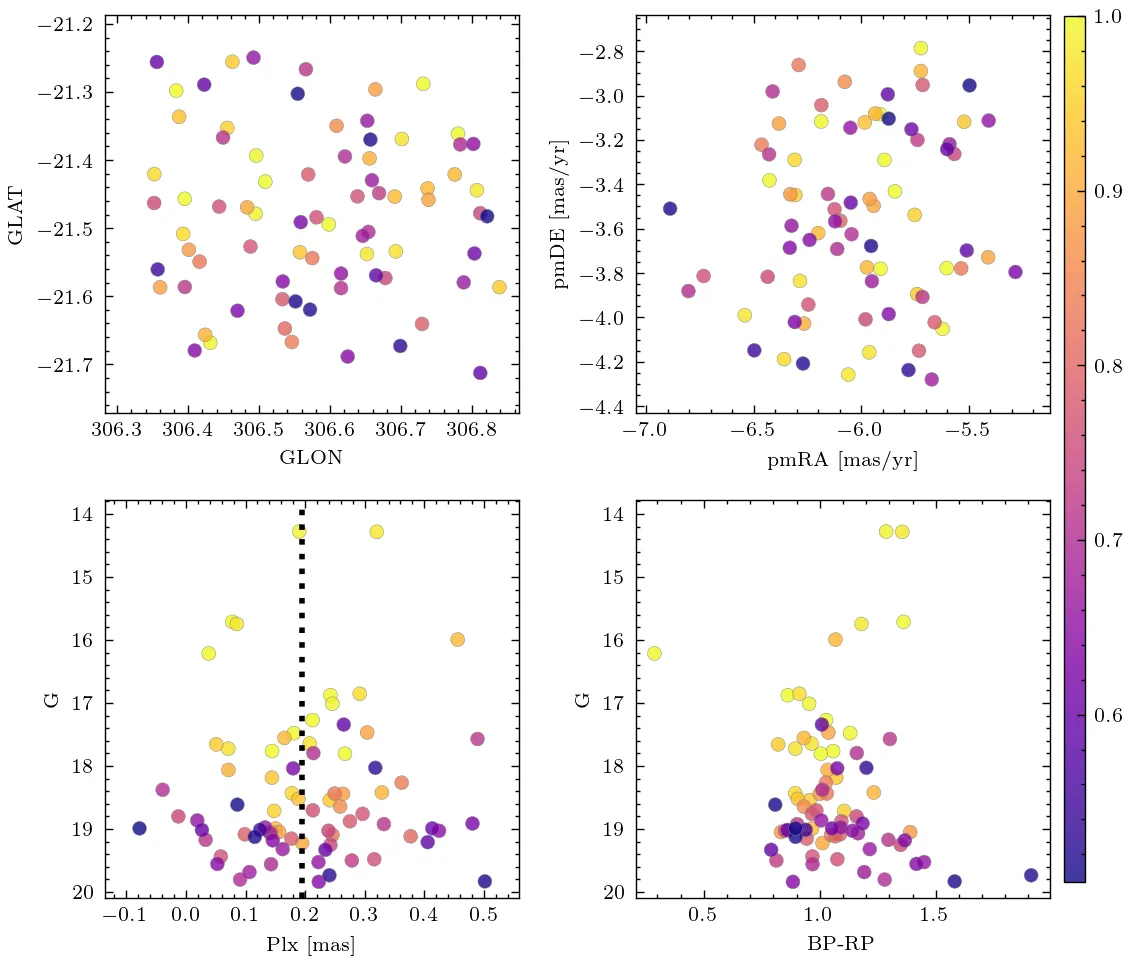 −21.2
−21.3
−21.4
−21.5
−21.6
−21.7
GLAT
306.3 306.4 306.5 306.6 306.7 306.8
GLON
−2.8
−3.0
−3.2
−3.4
−3.6
−3.8
−4.0
−4.2
−4.4
pmDE [mas/yr]
−7.0 −6.5 −6.0 −5.5
pmRA [mas/yr]
1.0
0.9
0.8
0.7
0.6
14
15
16
17
18
19
20
G
−0.1 0.0 0.1 0.2 0.3 0.4 0.5
Plx [mas]
14
15
16
17
18
19
20
G
0.5 1.0 1.5
BP-RP